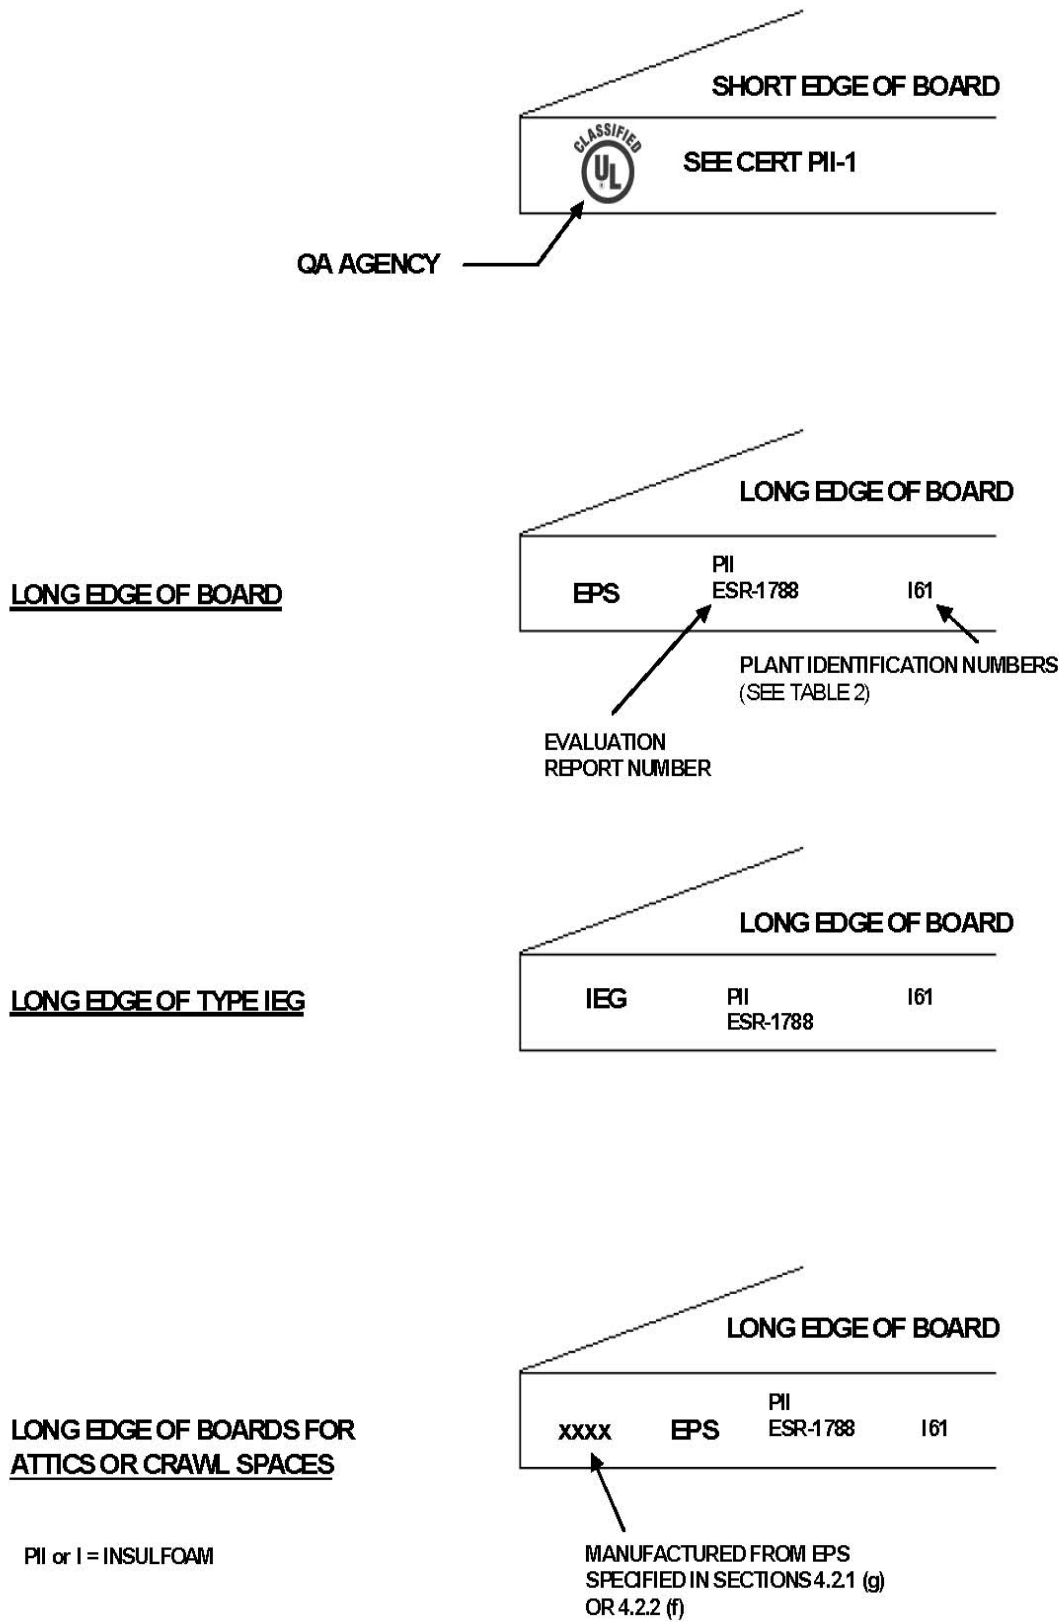 SHORT EDGE OF BOARD
CLASSIFIED
UL
®
SEE CERT PII-1
QA AGENCY
LONG EDGE OF BOARD
LONG EDGE OF BOARD
EPS
PII
ESR-1788
I61
PLANT IDENTIFICATION NUMBERS
(SEE TABLE 2)
EVALUATION
REPORT NUMBER
LONG EDGE OF BOARD
LONG EDGE OF TYPE IEG
IEG
PII
ESR-1788
I61
LONG EDGE OF BOARD
LONG EDGE OF BOARDS FOR
ATTICS OR CRAWL SPACES
xxxx
EPS
PII
ESR-1788
I61
PII or I = INSULFOAM
MANUFACTURED FROM EPS
SPECIFIED IN SECTIONS 4.2.1 (g)
OR 4.2.2 (f)